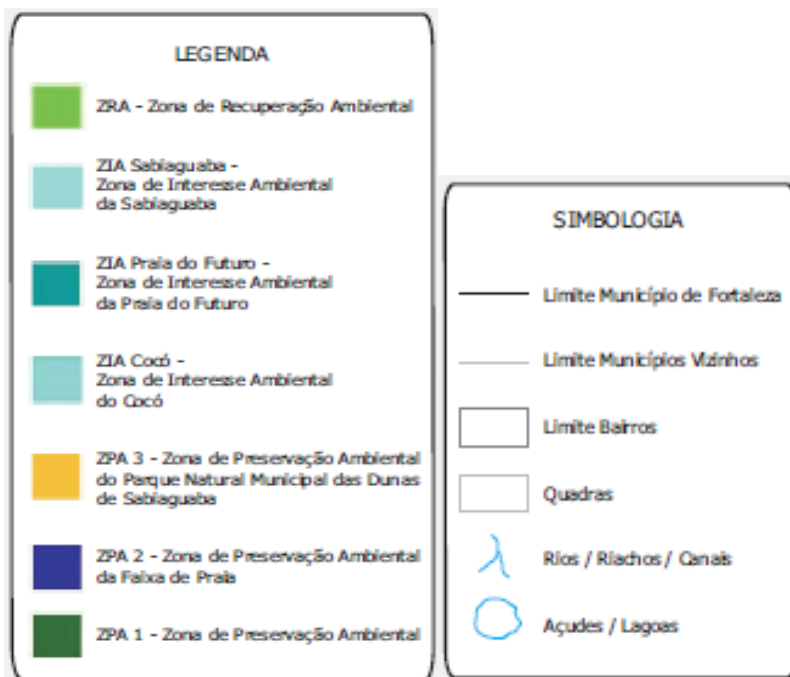 LEGENDA
ZRA - Zona de Recuperação Ambiental
ZIA Sabiaguaba -
Zona de Interesse Ambiental
da Sabiaguaba
ZIA Praia do Futuro -
Zona de Interesse Ambiental
da Praia do Futuro
ZIA Cocó -
Zona de Interesse Ambiental
do Cocó
ZPA 3 - Zona de Preservação Ambiental
do Parque Natural Municipal das Dunas
de Sabiaguaba
ZPA 2 - Zona de Preservação Ambiental
da Faixa de Praia
ZPA 1 - Zona de Preservação Ambiental
SIMBOLOGIA
Limite Município de Fortaleza
Limite Municípios Vizinhos
Limite Bairros
Quadras
Rios / Riachos / Canais
Açudes / Lagoas